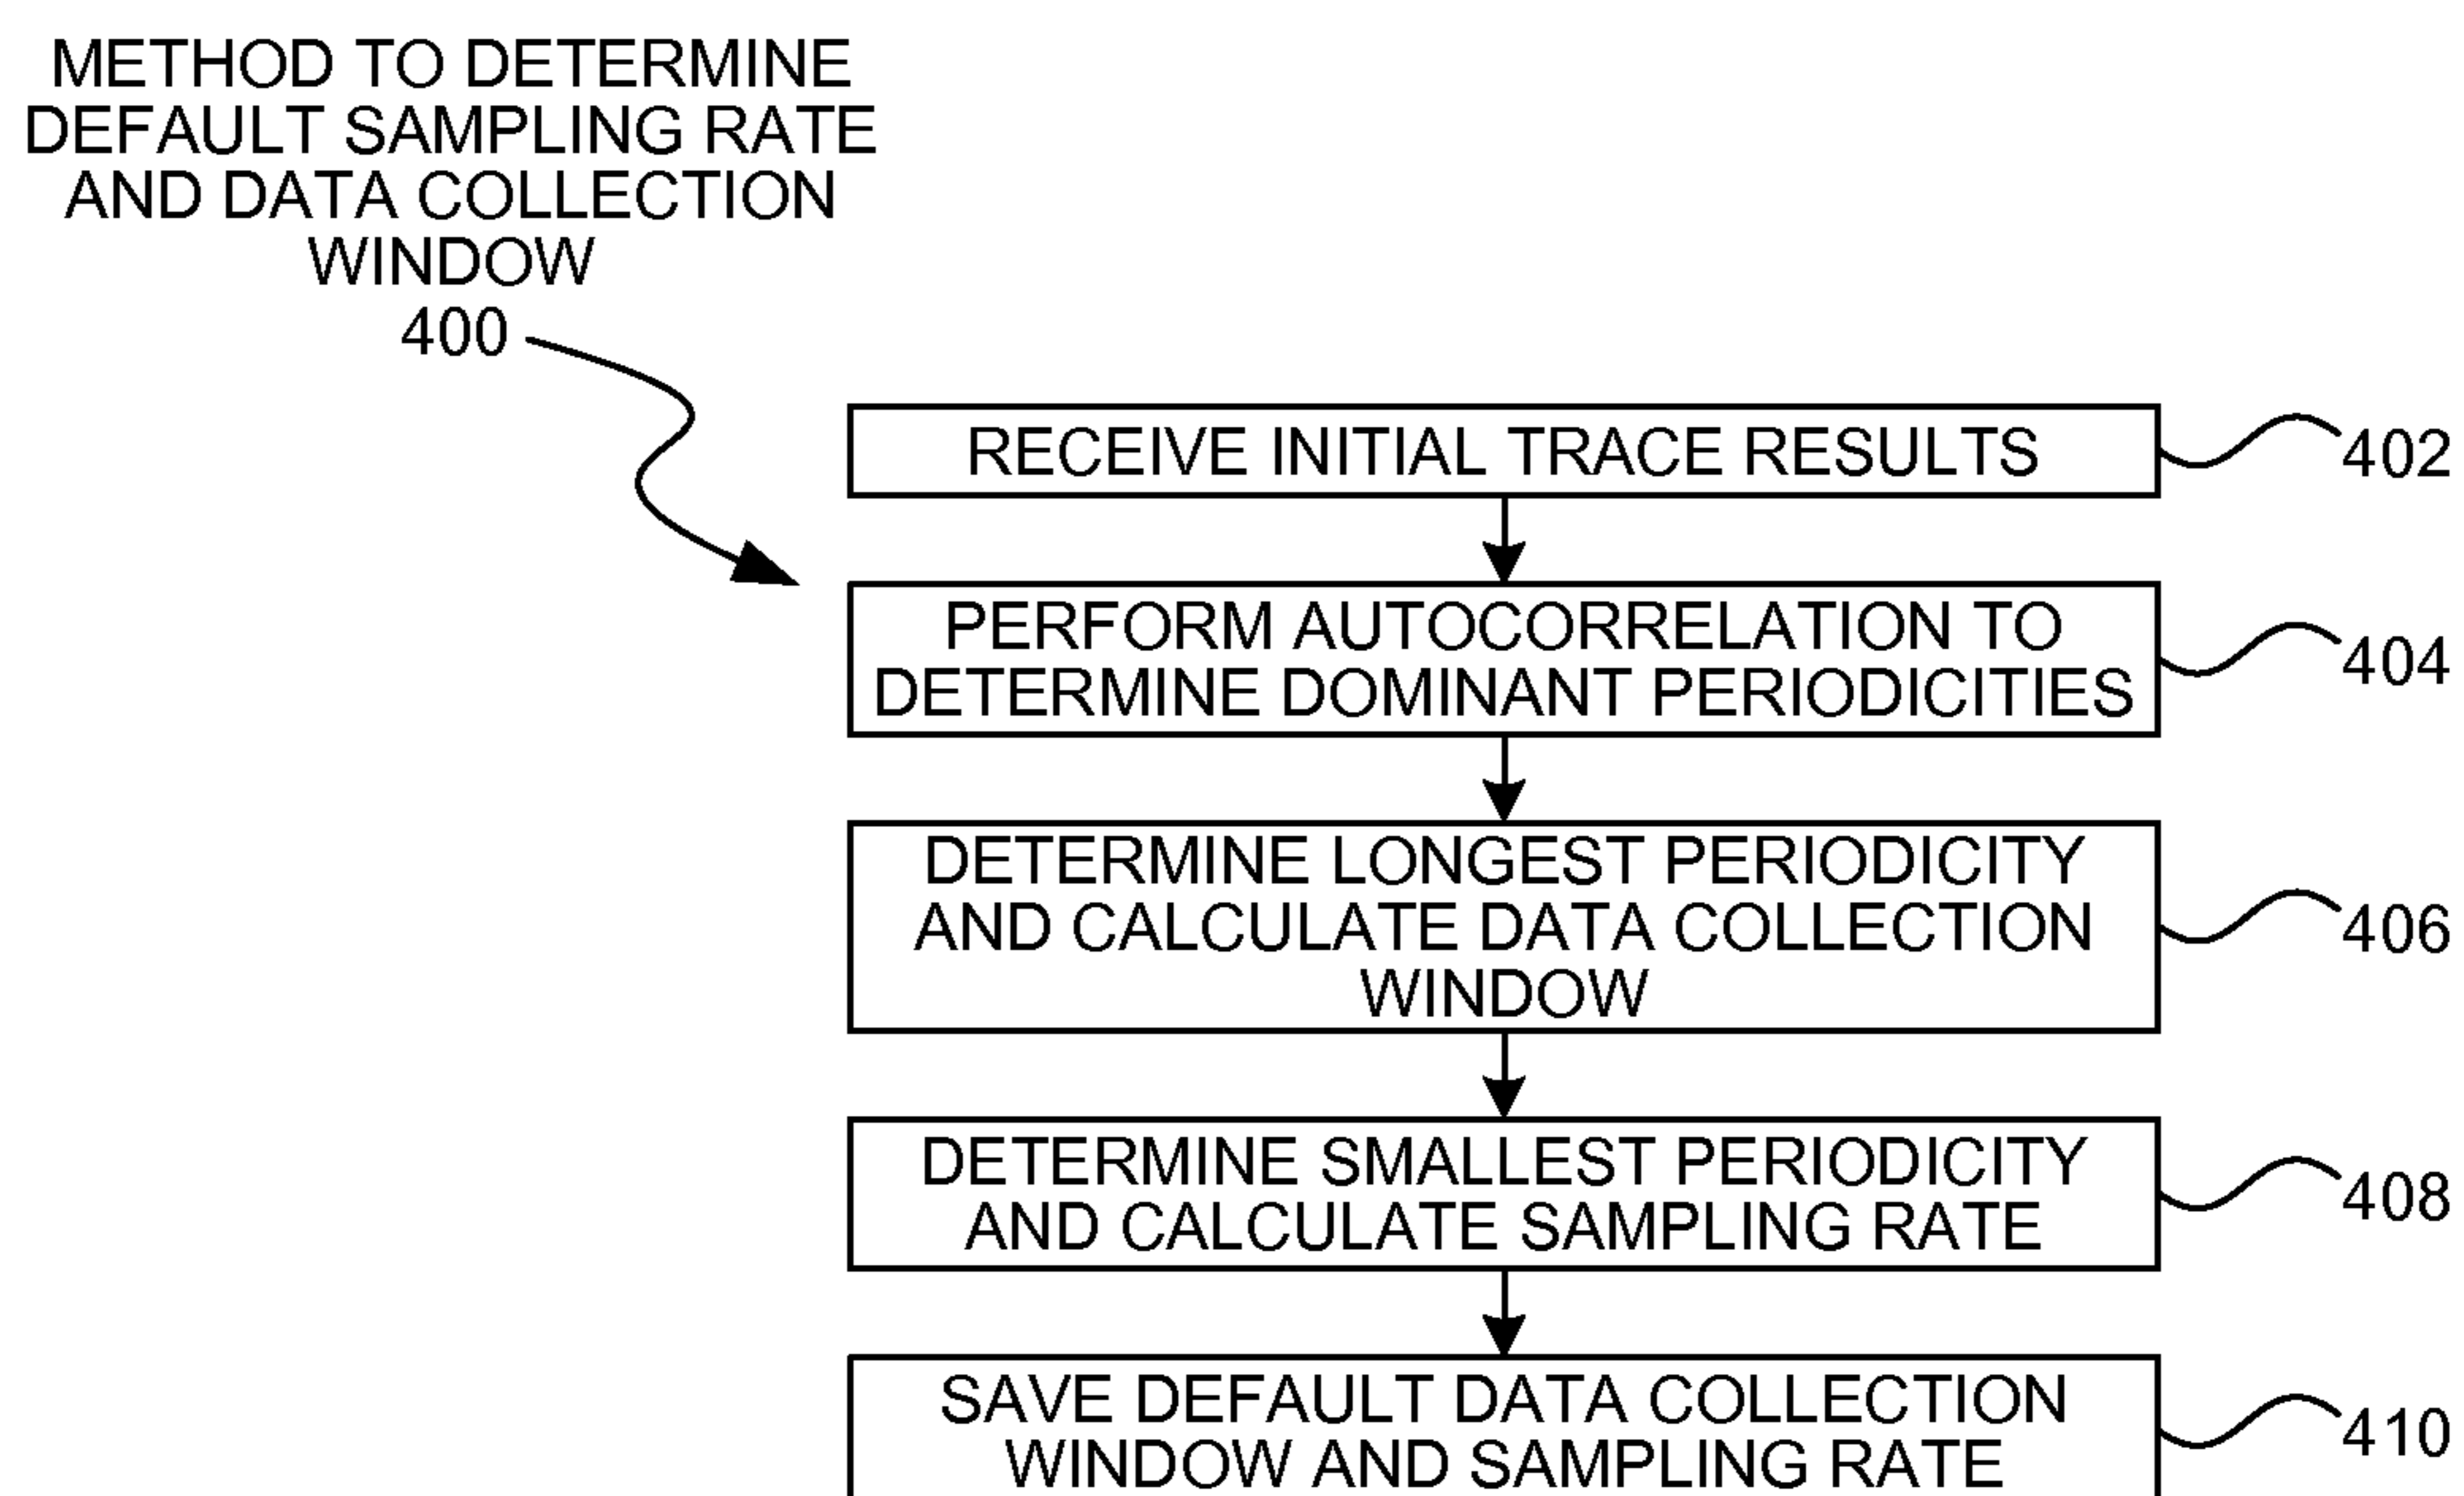 METHOD TO DETERMINE
DEFAULT SAMPLING RATE
AND DATA COLLECTION
WINDOW
400
RECEIVE INITIAL TRACE RESULTS
402
PERFORM AUTOCORRELATION TO
DETERMINE DOMINANT PERIODICITIES
404
DETERMINE LONGEST PERIODICITY
AND CALCULATE DATA COLLECTION
WINDOW
406
DETERMINE SMALLEST PERIODICITY
AND CALCULATE SAMPLING RATE
408
SAVE DEFAULT DATA COLLECTION
WINDOW AND SAMPLING RATE
410